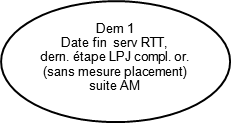 Dem 1
Date fin  serv RTT,
dern. étape LPJ compl. or.
(sans mesure placement)
suite AM